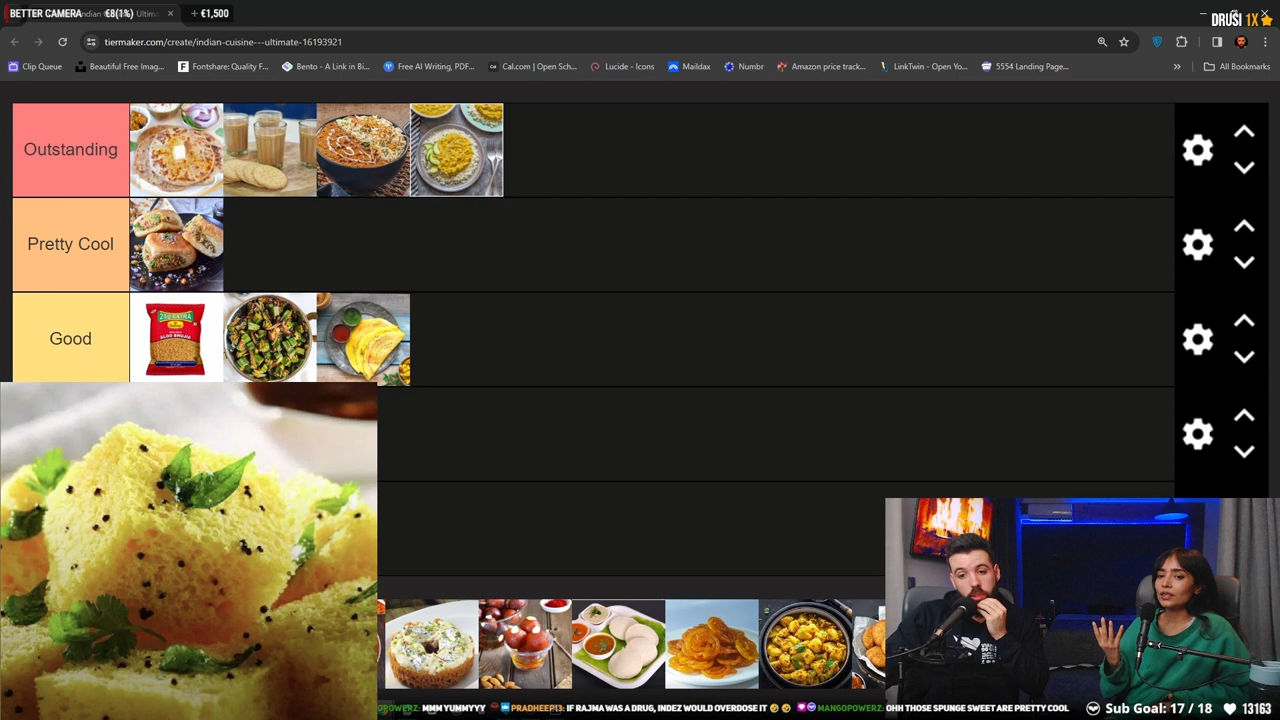 BETTER CAMERA €8(1%) + €1,500
DRUSI 1X
tiermaker.com/create/indian-cuisine---ultimate-16193921
Clip Queue Beautiful Free Imag... Fontshare: Quality F... Bento - A Link in Bi... Free AI Writing, PDF... Cal.com | Open Sch... Lucide - Icons Maildax Numbr Amazon price track... LinkTwin - Open Yo... 5554 Landing Page... » All Bookmarks
Outstanding
Pretty Cool
Good
ALOO BHUJIA
OPOWERZ: MMM YUMMYYY PRADHEEP13: IF RAJMA WAS A DRUG, INDEZ WOULD OVERDOSE IT MANGOPOWERZ: OHH THOSE SPUNGE SWEET ARE PRETTY COOL
Sub Goal: 17 / 18 13163